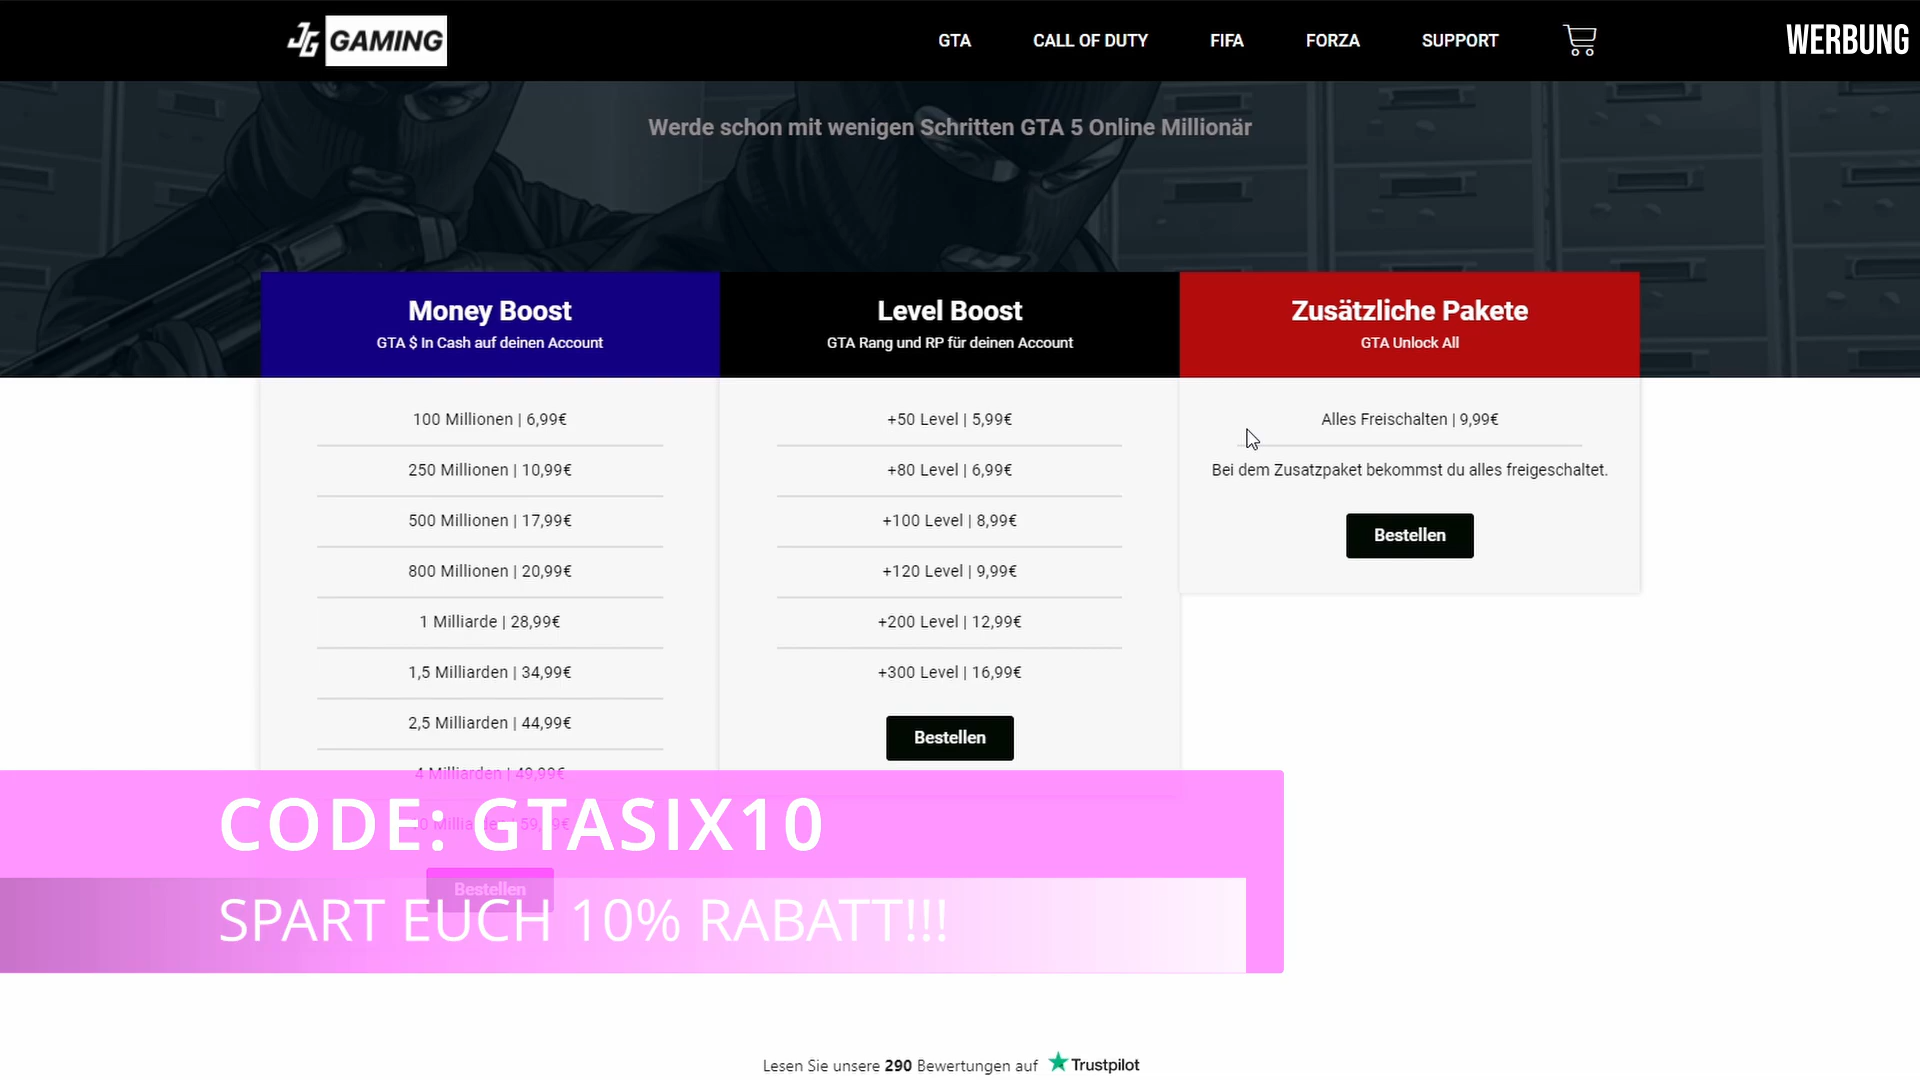 JG GAMING
GTA CALL OF DUTY FIFA FORZA SUPPORT
WERBUNG
Werde schon mit wenigen Schritten GTA 5 Online Millionär
Money Boost
GTA $ In Cash auf deinen Account
100 Millionen | 6,99€
250 Millionen | 10,99€
500 Millionen | 17,99€
800 Millionen | 20,99€
1 Milliarde | 28,99€
1,5 Milliarden | 34,99€
2,5 Milliarden | 44,99€
4 Milliarden | 49,99€
Bestellen
Level Boost
GTA Rang und RP für deinen Account
+50 Level | 5,99€
+80 Level | 6,99€
+100 Level | 8,99€
+120 Level | 9,99€
+200 Level | 12,99€
+300 Level | 16,99€
Bestellen
Zusätzliche Pakete
GTA Unlock All
Alles Freischalten | 9,99€
Bei dem Zusatzpaket bekommst du alles freigeschaltet.
Bestellen
CODE: GTASIX10
SPART EUCH 10% RABATT!!!
Lesen Sie unsere 290 Bewertungen auf Trustpilot